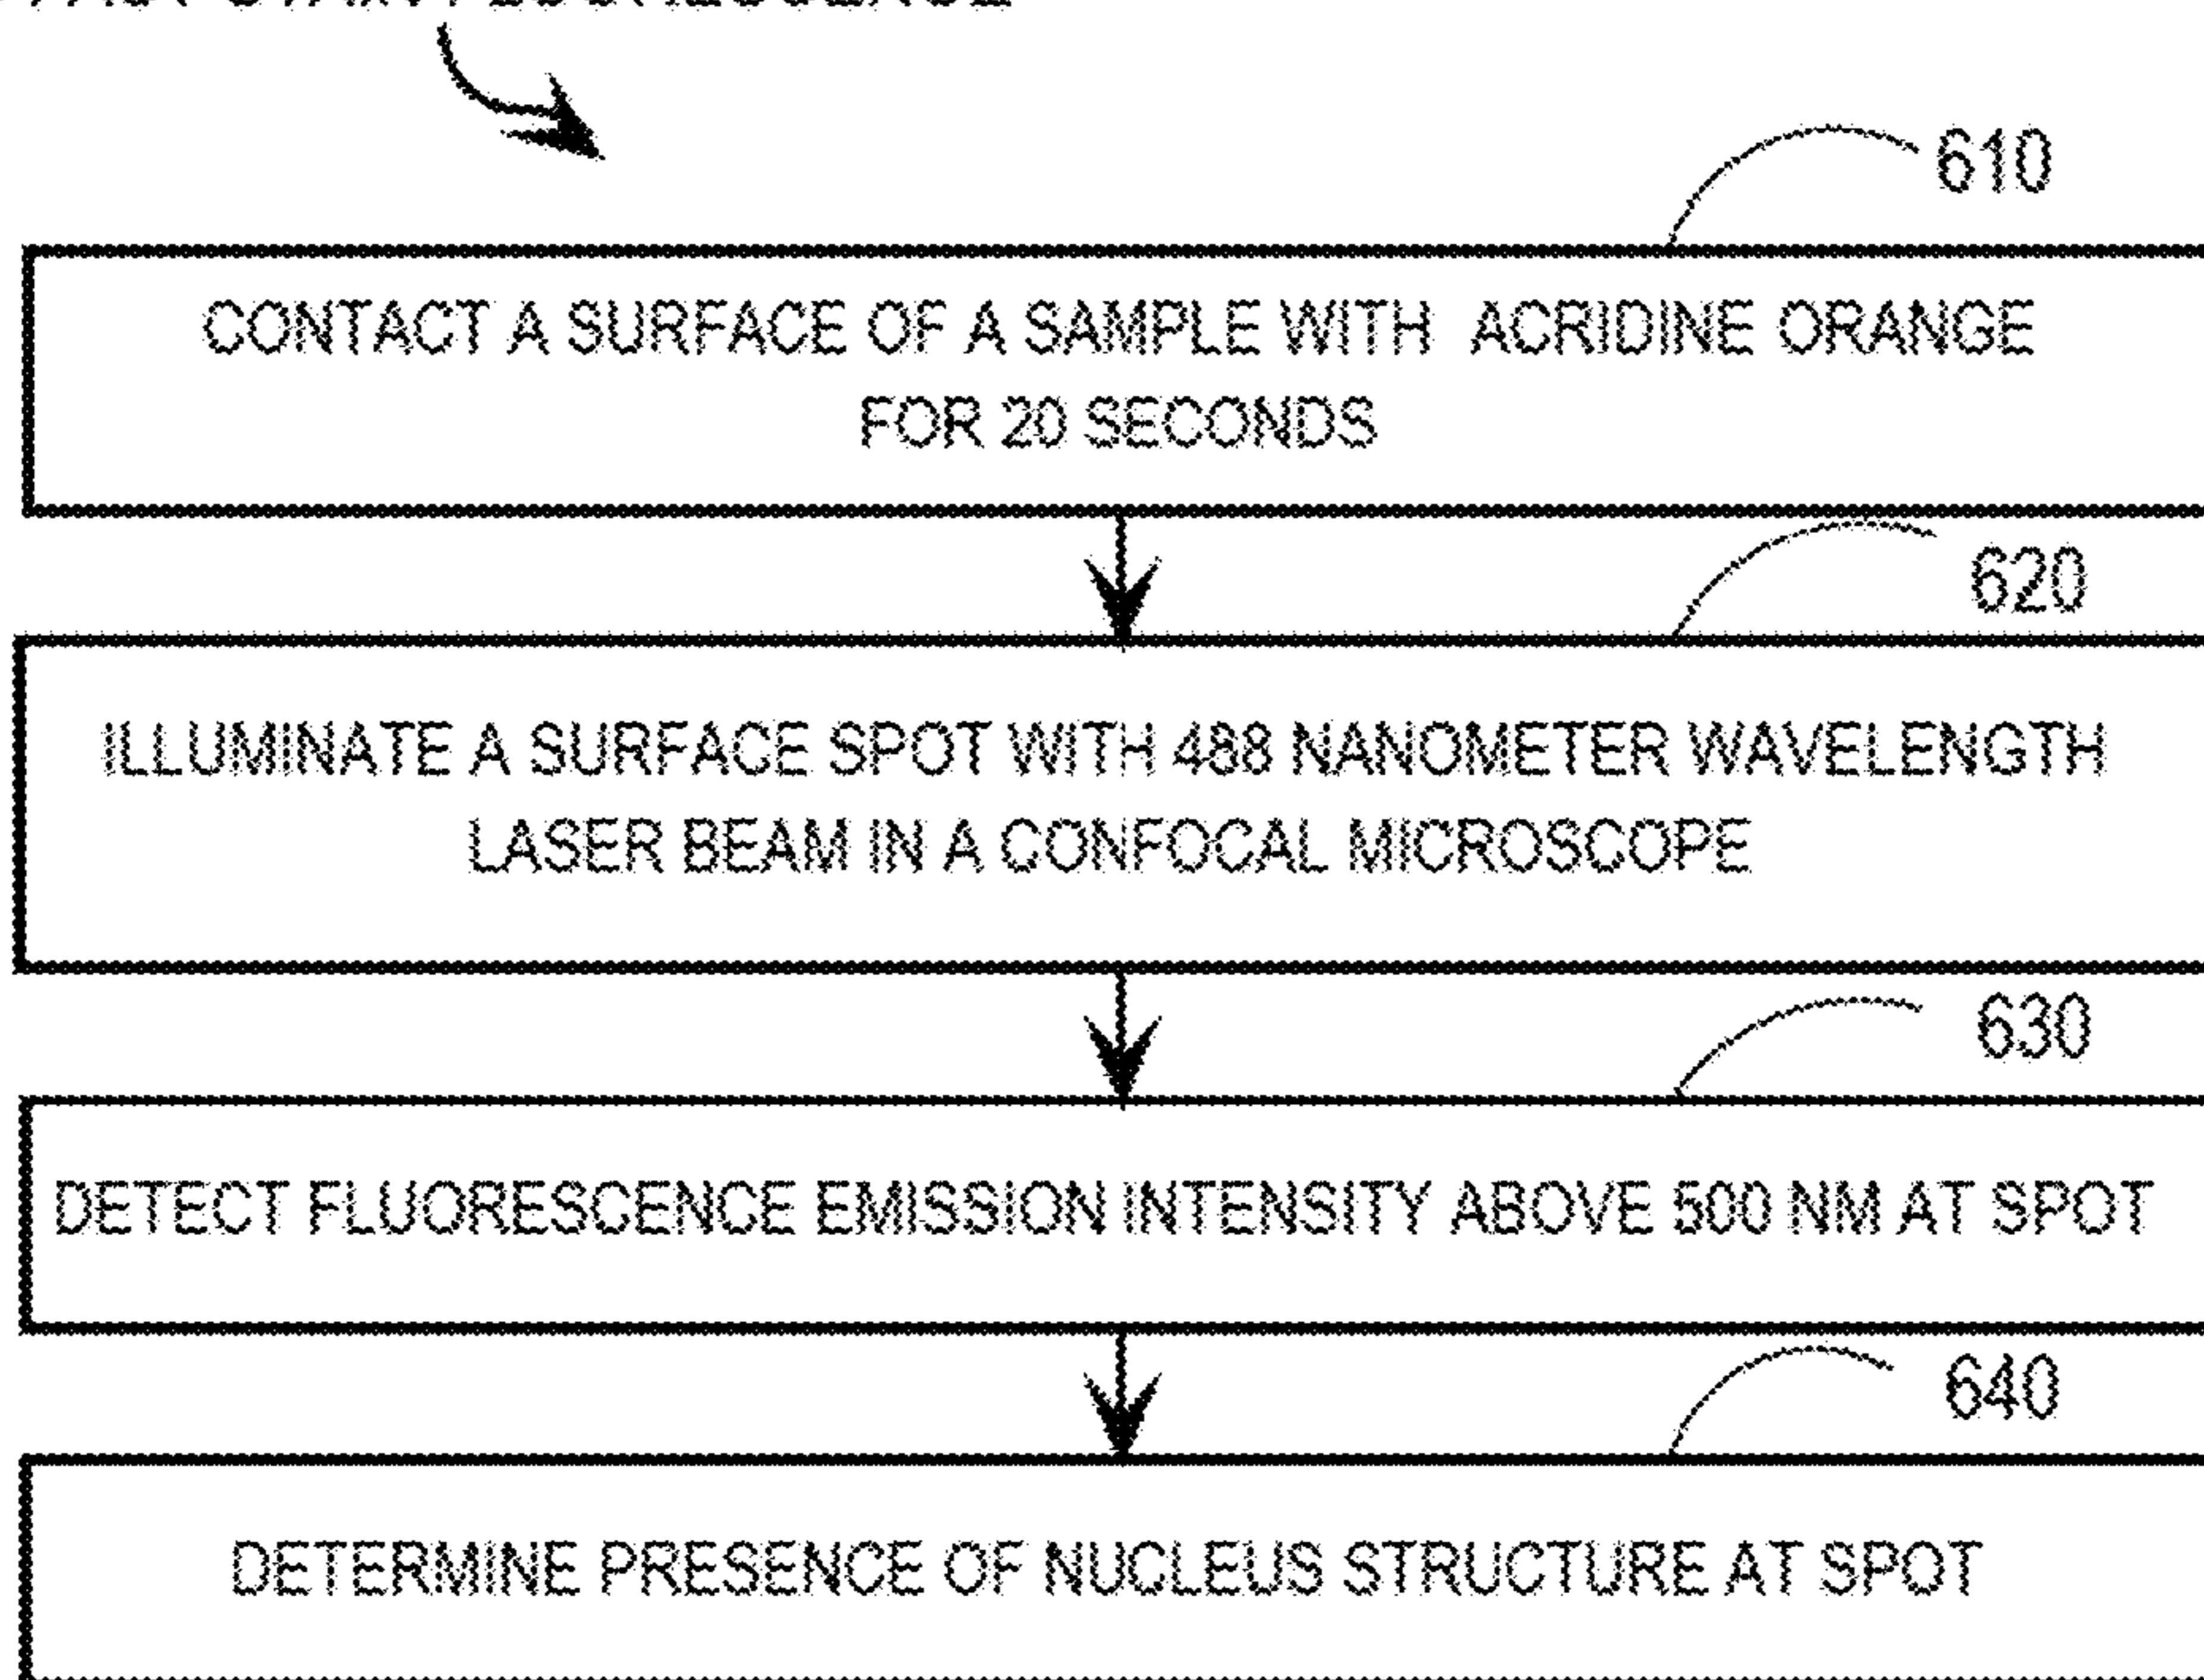 610
CONTACT A SURFACE OF A SAMPLE WITH ACRIDINE ORANGE
FOR 20 SECONDS
620
ILLUMINATE A SURFACE SPOT WITH 488 NANOMETER WAVELENGTH
LASER BEAM IN A CONFOCAL MICROSCOPE
630
DETECT FLUORESCENCE EMISSION INTENSITY ABOVE 500 NM AT SPOT
640
DETERMINE PRESENCE OF NUCLEUS STRUCTURE AT SPOT